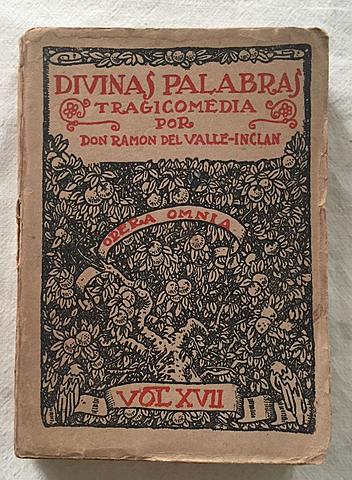 DIVINAS PALABRAS
TRAGICOMEDIA
POR
DON RAMON DEL VALLE-INCLAN
OPERA OMNIA
VOL XVII